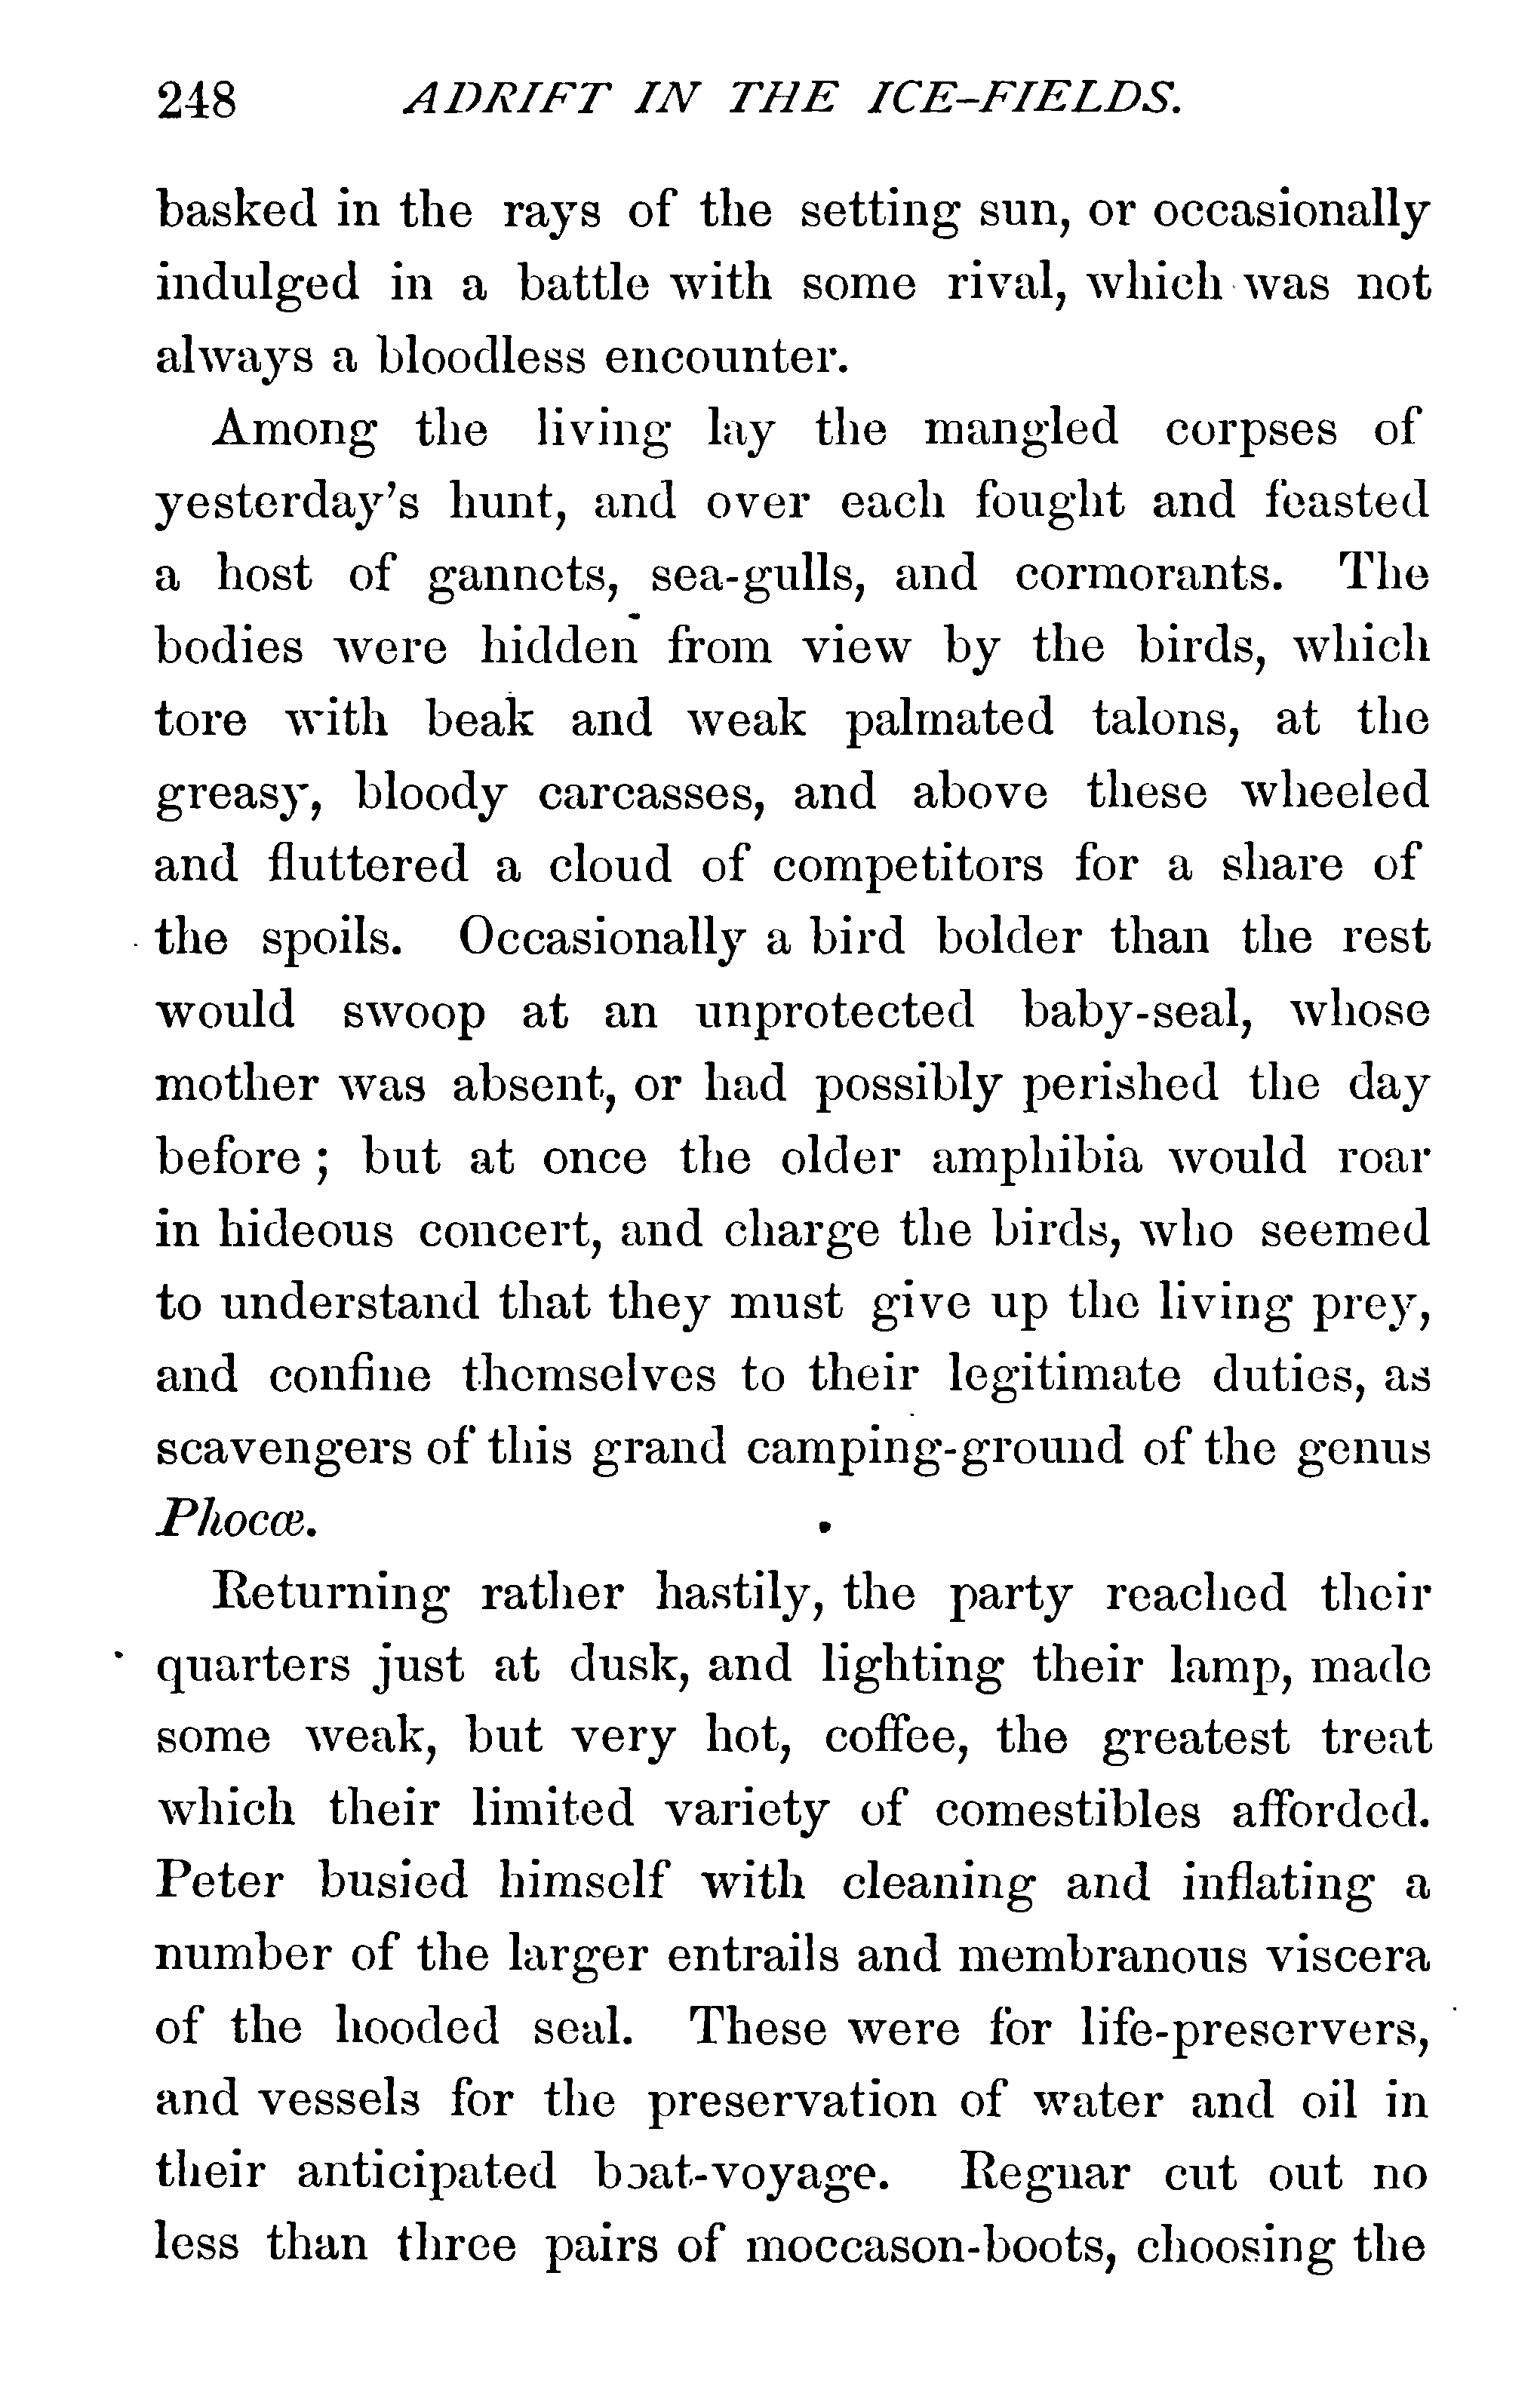 248 ADRIFT IN THE ICE-FIELDS.
basked in the rays of the setting sun, or occasionally
indulged in a battle with some rival, which was not
always a bloodless encounter.
Among the living lay the mangled corpses of
yesterday's hunt, and over each fought and feasted
a host of gannets, sea-gulls, and cormorants. The
bodies were hidden from view by the birds, which
tore with beak and weak palmated talons, at the
greasy, bloody carcasses, and above these wheeled
and fluttered a cloud of competitors for a share of
the spoils. Occasionally a bird bolder than the rest
would swoop at an unprotected baby-seal, whose
mother was absent, or had possibly perished the day
before; but at once the older amphibia would roar
in hideous concert, and charge the birds, who seemed
to understand that they must give up the living prey,
and confine themselves to their legitimate duties, as
scavengers of this grand camping-ground of the genus
Phocœ.
Returning rather hastily, the party reached their
quarters just at dusk, and lighting their lamp, made
some weak, but very hot, coffee, the greatest treat
which their limited variety of comestibles afforded.
Peter busied himself with cleaning and inflating a
number of the larger entrails and membranous viscera
of the hooded seal. These were for life-preservers,
and vessels for the preservation of water and oil in
their anticipated boat-voyage. Regnar cut out no
less than three pairs of moccason-boots, choosing the